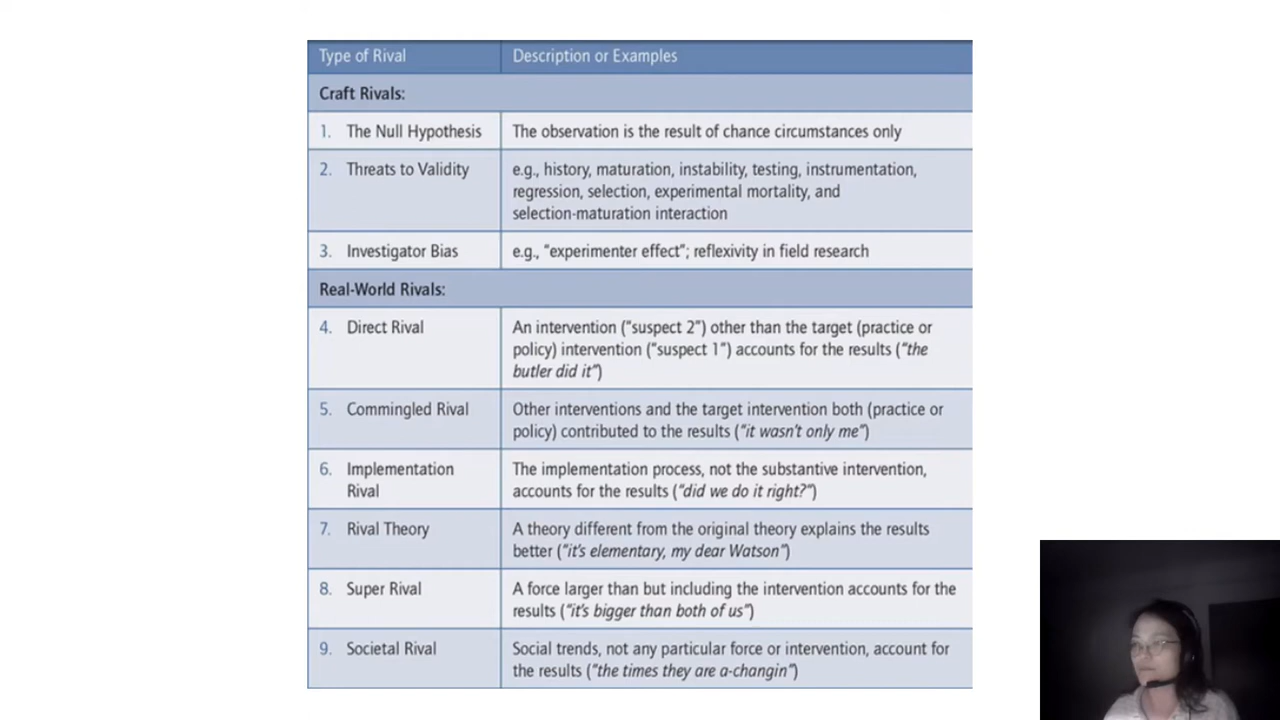 Type of Rival
Description or Examples
Craft Rivals:
1. The Null Hypothesis
The observation is the result of chance circumstances only
2. Threats to Validity
e.g., history, maturation, instability, testing, instrumentation,
regression, selection, experimental mortality, and
selection-maturation interaction
3. Investigator Bias
e.g., “experimenter effect”; reflexivity in field research
Real-World Rivals:
4. Direct Rival
An intervention (“suspect 2”) other than the target (practice or
policy) intervention (“suspect 1”) accounts for the results (“the
butler did it”)
5. Commingled Rival
Other interventions and the target intervention both (practice or
policy) contributed to the results (“it wasn’t only me”)
6. Implementation
Rival
The implementation process, not the substantive intervention,
accounts for the results (“did we do it right?”)
7. Rival Theory
A theory different from the original theory explains the results
better (“it’s elementary, my dear Watson”)
8. Super Rival
A force larger than but including the intervention accounts for the
results (“it’s bigger than both of us”)
9. Societal Rival
Social trends, not any particular force or intervention, account for
the results (“the times they are a-changin”)